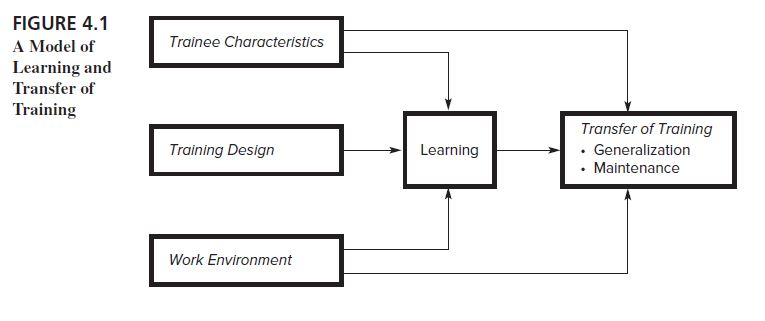 FIGURE 4.1
A Model of
Learning and
Transfer of
Training
Trainee Characteristics
Training Design
Learning
Transfer of Training
• Generalization
• Maintenance
Work Environment